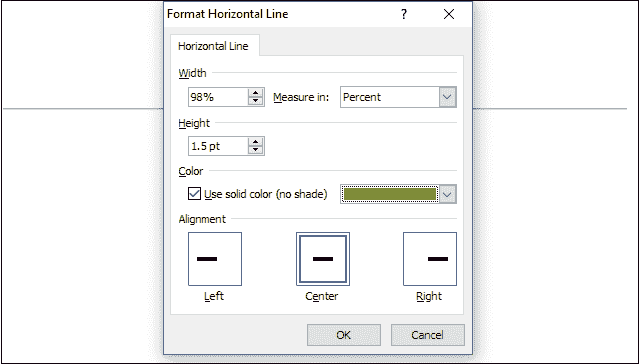 Format Horizontal Line ?
Horizontal Line
Width
98% Measure in: Percent
Height
1.5 pt
Color
Use solid color (no shade)
Alignment
Left Center Right
OK Cancel